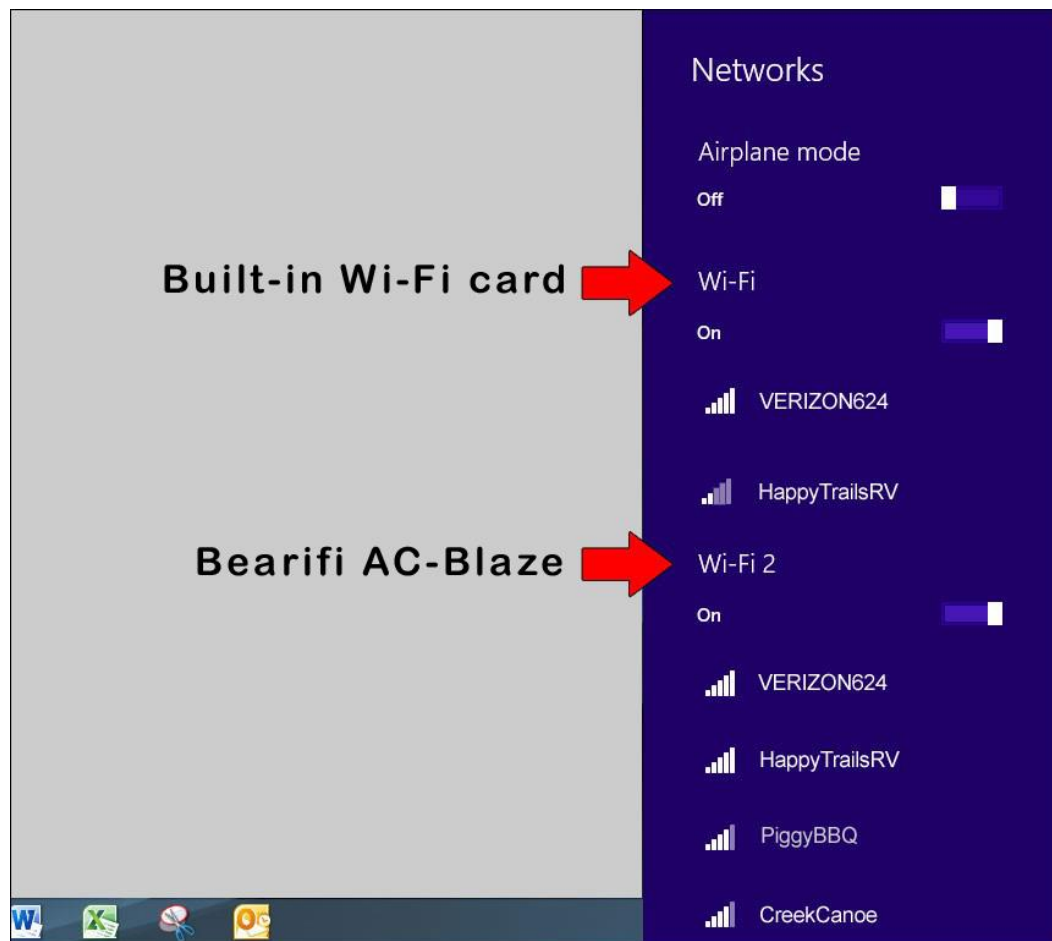 Networks
Airplane mode
Off
Built-in Wi-Fi card
Wi-Fi
On
VERIZON624
HappyTrailsRV
Bearifi AC-Blaze
Wi-Fi 2
On
VERIZON624
HappyTrailsRV
PiggyBBQ
CreekCanoe